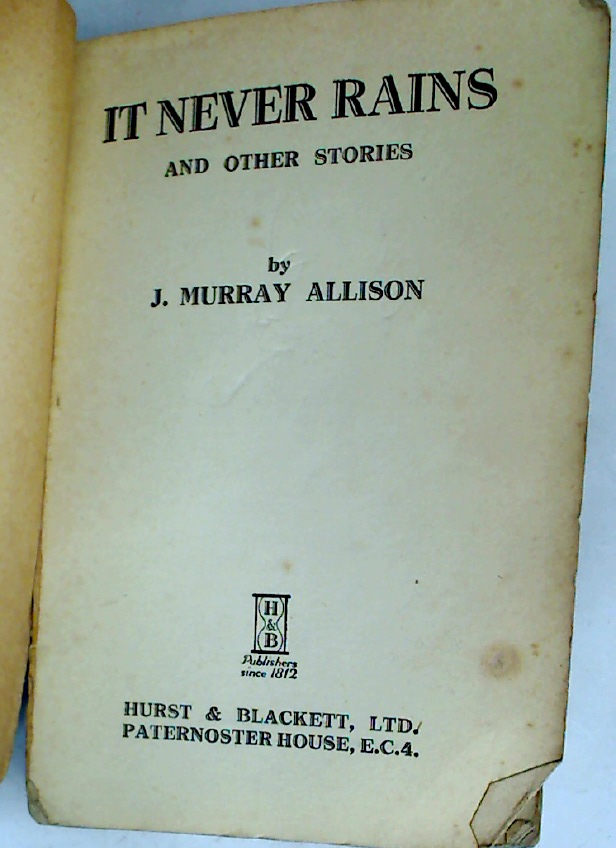 IT NEVER RAINS
AND OTHER STORIES
by
J. MURRAY ALLISON
H
&
B
Publishers
since 1812
HURST & BLACKETT, LTD.
PATERNOSTER HOUSE, E.C.4.